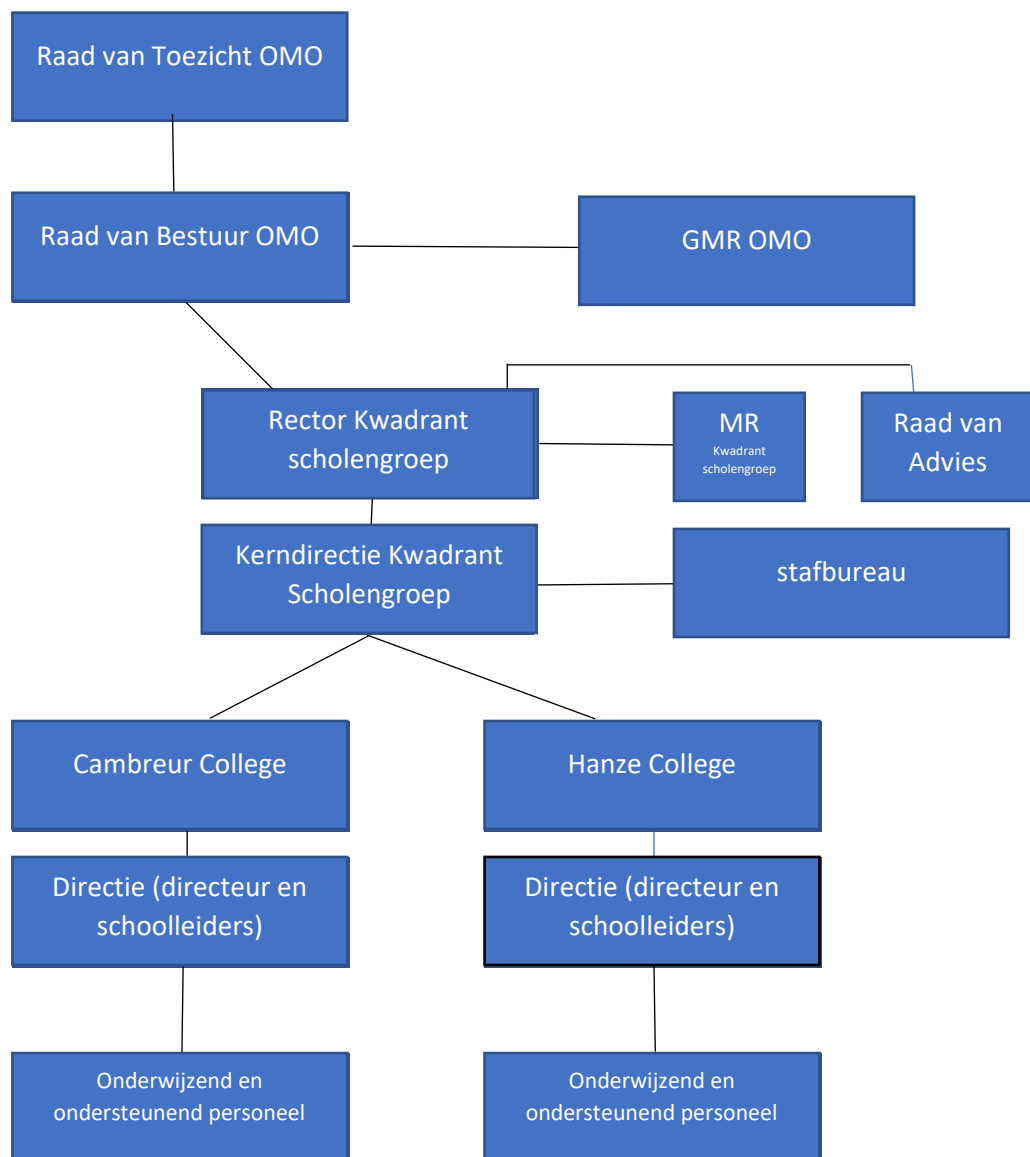 Raad van Toezicht OMO
Raad van Bestuur OMO
GMR OMO
Rector Kwadrant
scholengroep
MR
Kwadrant
scholengroep
Raad van
Advies
Kerndirectie Kwadrant
Scholengroep
stafbureau
Cambreur College
Hanze College
Directie (directeur en
schoolleiders)
Directie (directeur en
schoolleiders)
Onderwijzend en
ondersteunend personeel
Onderwijzend en
ondersteunend personeel